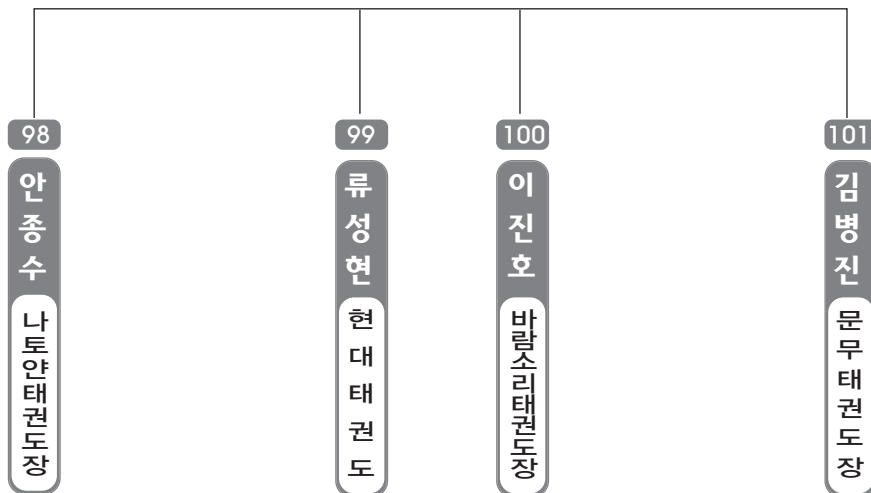 98
안종수
나토얀태권도장
99
류성현
현대태권도
100
이진호
바람소리태권도장
101
김병진
문무태권도장